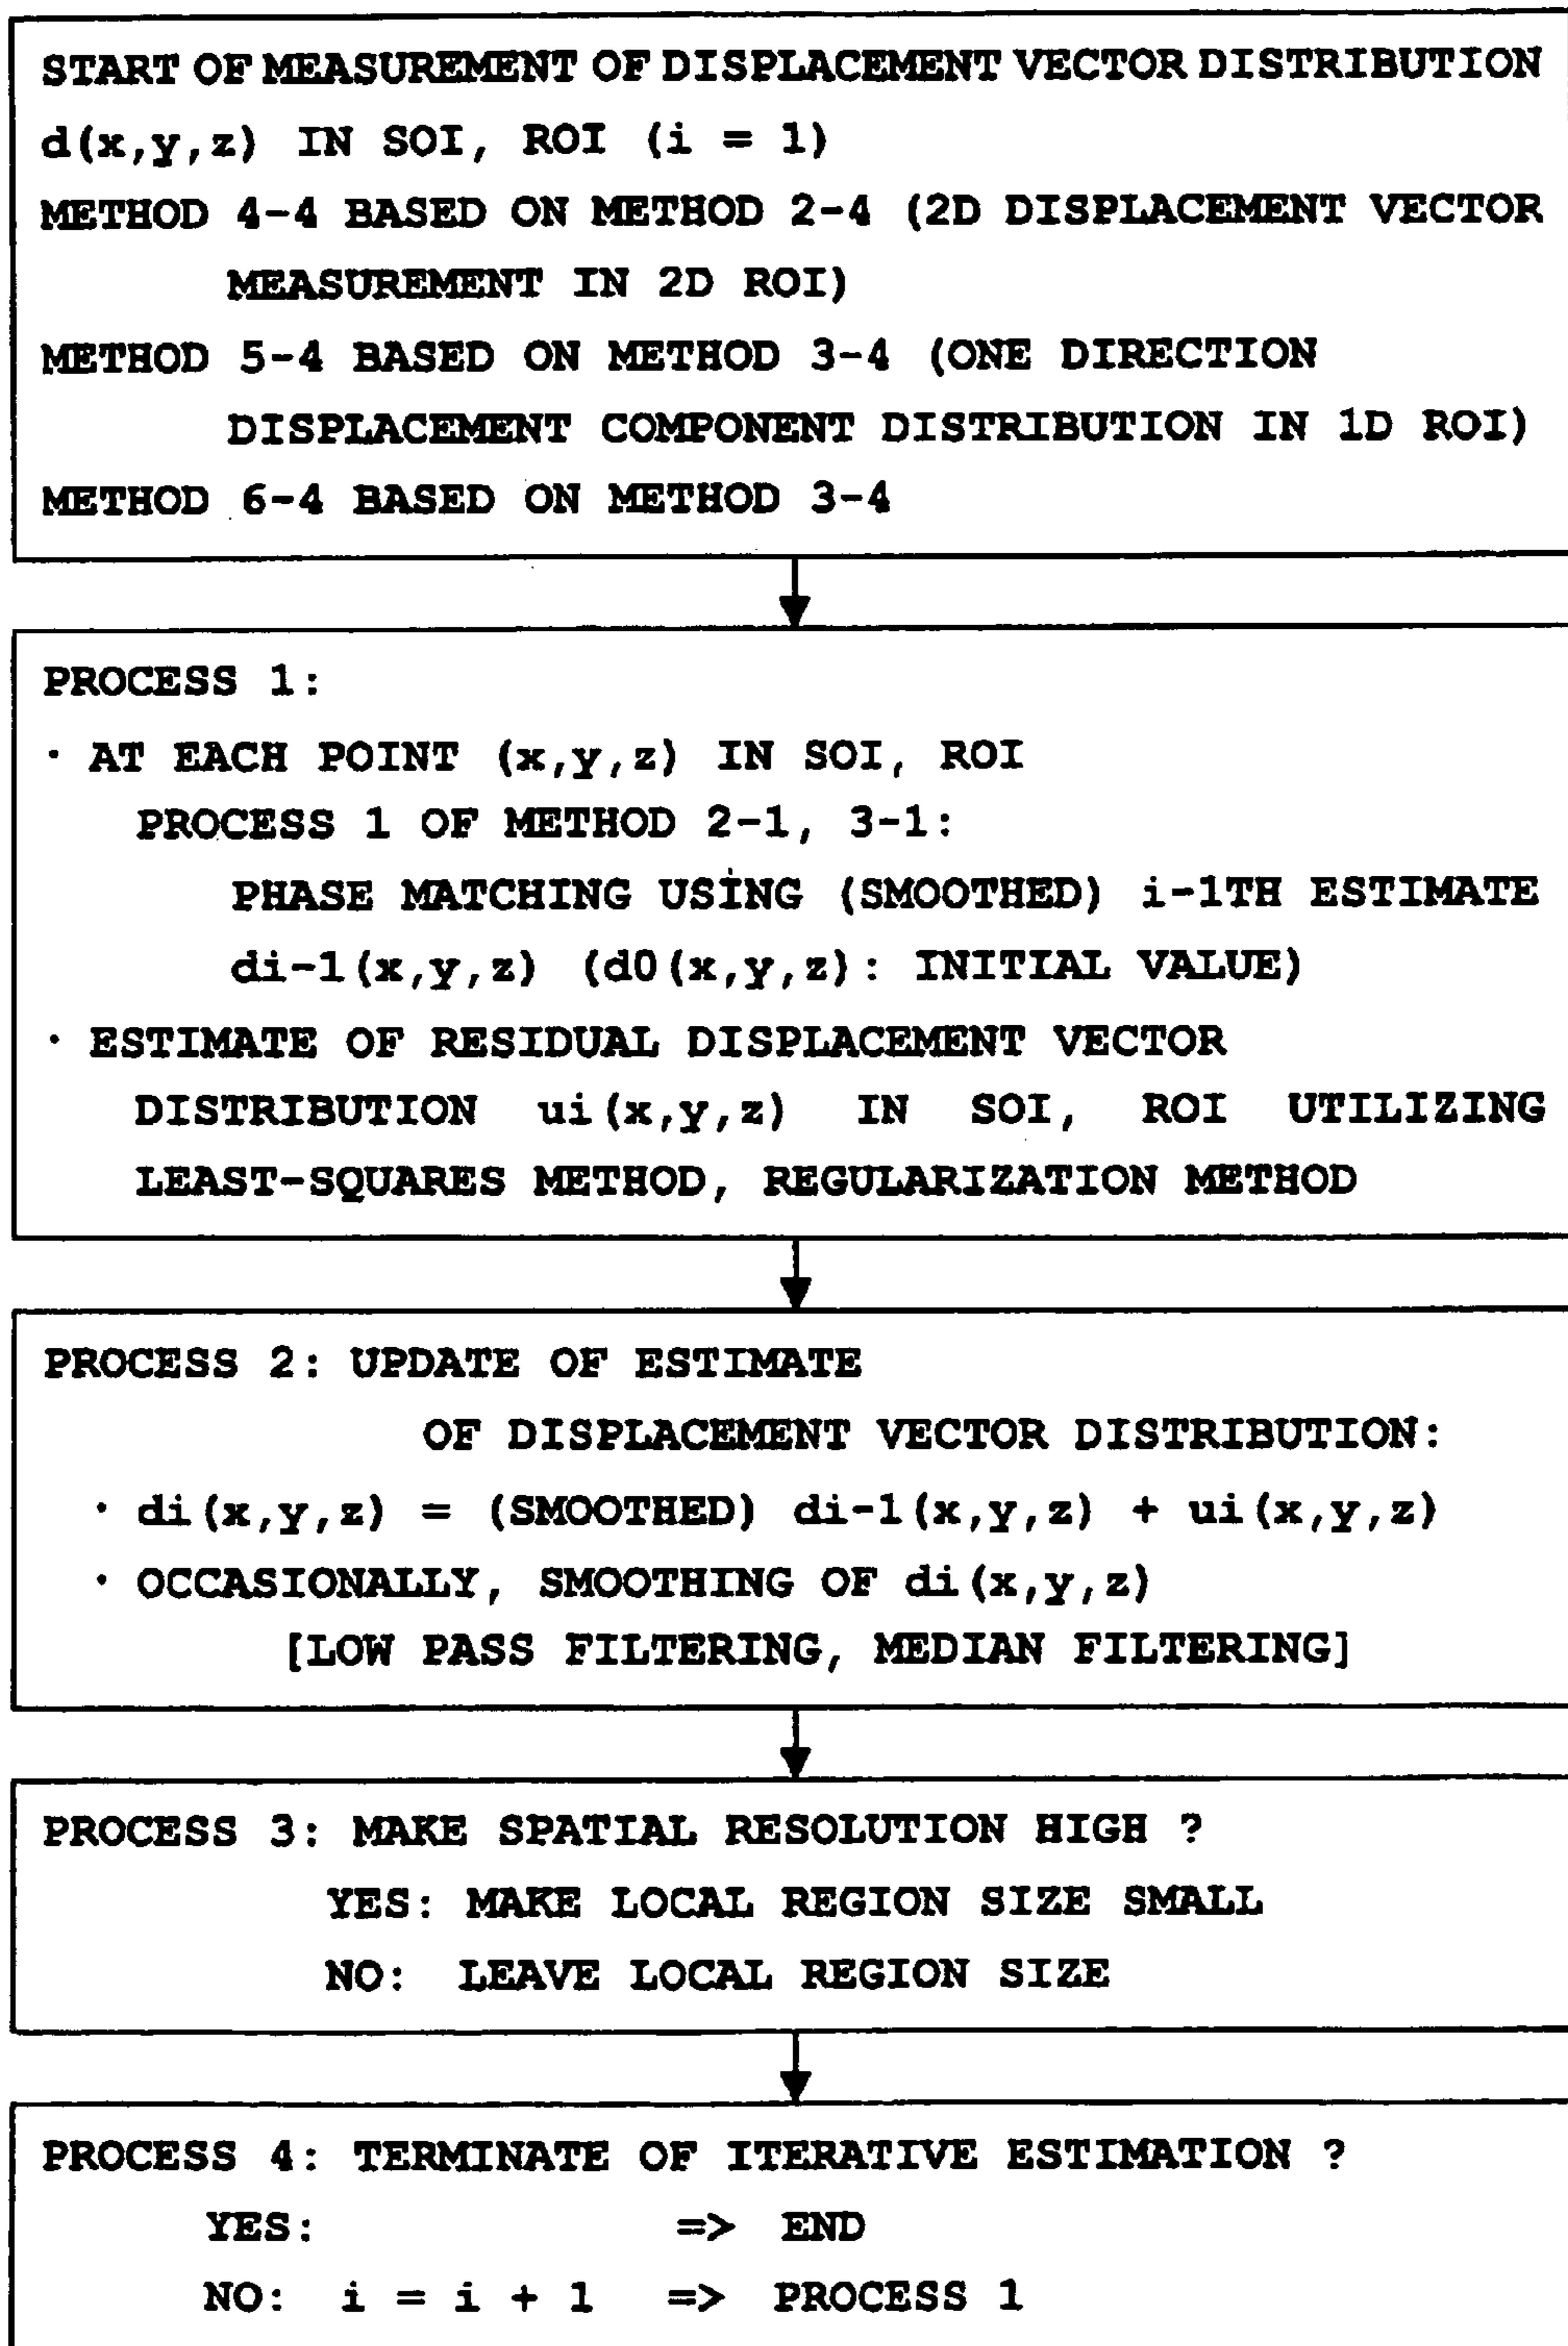 START OF MEASUREMENT OF DISPLACEMENT VECTOR DISTRIBUTION
d(x,y,z) IN SOI, ROI (i = 1)
METHOD 4-4 BASED ON METHOD 2-4 (2D DISPLACEMENT VECTOR
MEASUREMENT IN 2D ROI)
METHOD 5-4 BASED ON METHOD 3-4 (ONE DIRECTION
DISPLACEMENT COMPONENT DISTRIBUTION IN 1D ROI)
METHOD 6-4 BASED ON METHOD 3-4
PROCESS 1:
· AT EACH POINT (x,y,z) IN SOI, ROI
PROCESS 1 OF METHOD 2-1, 3-1:
PHASE MATCHING USING (SMOOTHED) i-1TH ESTIMATE
di-1(x,y,z) (d0(x,y,z): INITIAL VALUE)
· ESTIMATE OF RESIDUAL DISPLACEMENT VECTOR
DISTRIBUTION ui(x,y,z) IN SOI, ROI UTILIZING
LEAST-SQUARES METHOD, REGULARIZATION METHOD
PROCESS 2: UPDATE OF ESTIMATE
OF DISPLACEMENT VECTOR DISTRIBUTION:
· di(x,y,z) = (SMOOTHED) di-1(x,y,z) + ui(x,y,z)
· OCCASIONALLY, SMOOTHING OF di(x,y,z)
[LOW PASS FILTERING, MEDIAN FILTERING]
PROCESS 3: MAKE SPATIAL RESOLUTION HIGH ?
YES: MAKE LOCAL REGION SIZE SMALL
NO: LEAVE LOCAL REGION SIZE
PROCESS 4: TERMINATE OF ITERATIVE ESTIMATION ?
YES: => END
NO: i = i + 1 => PROCESS 1